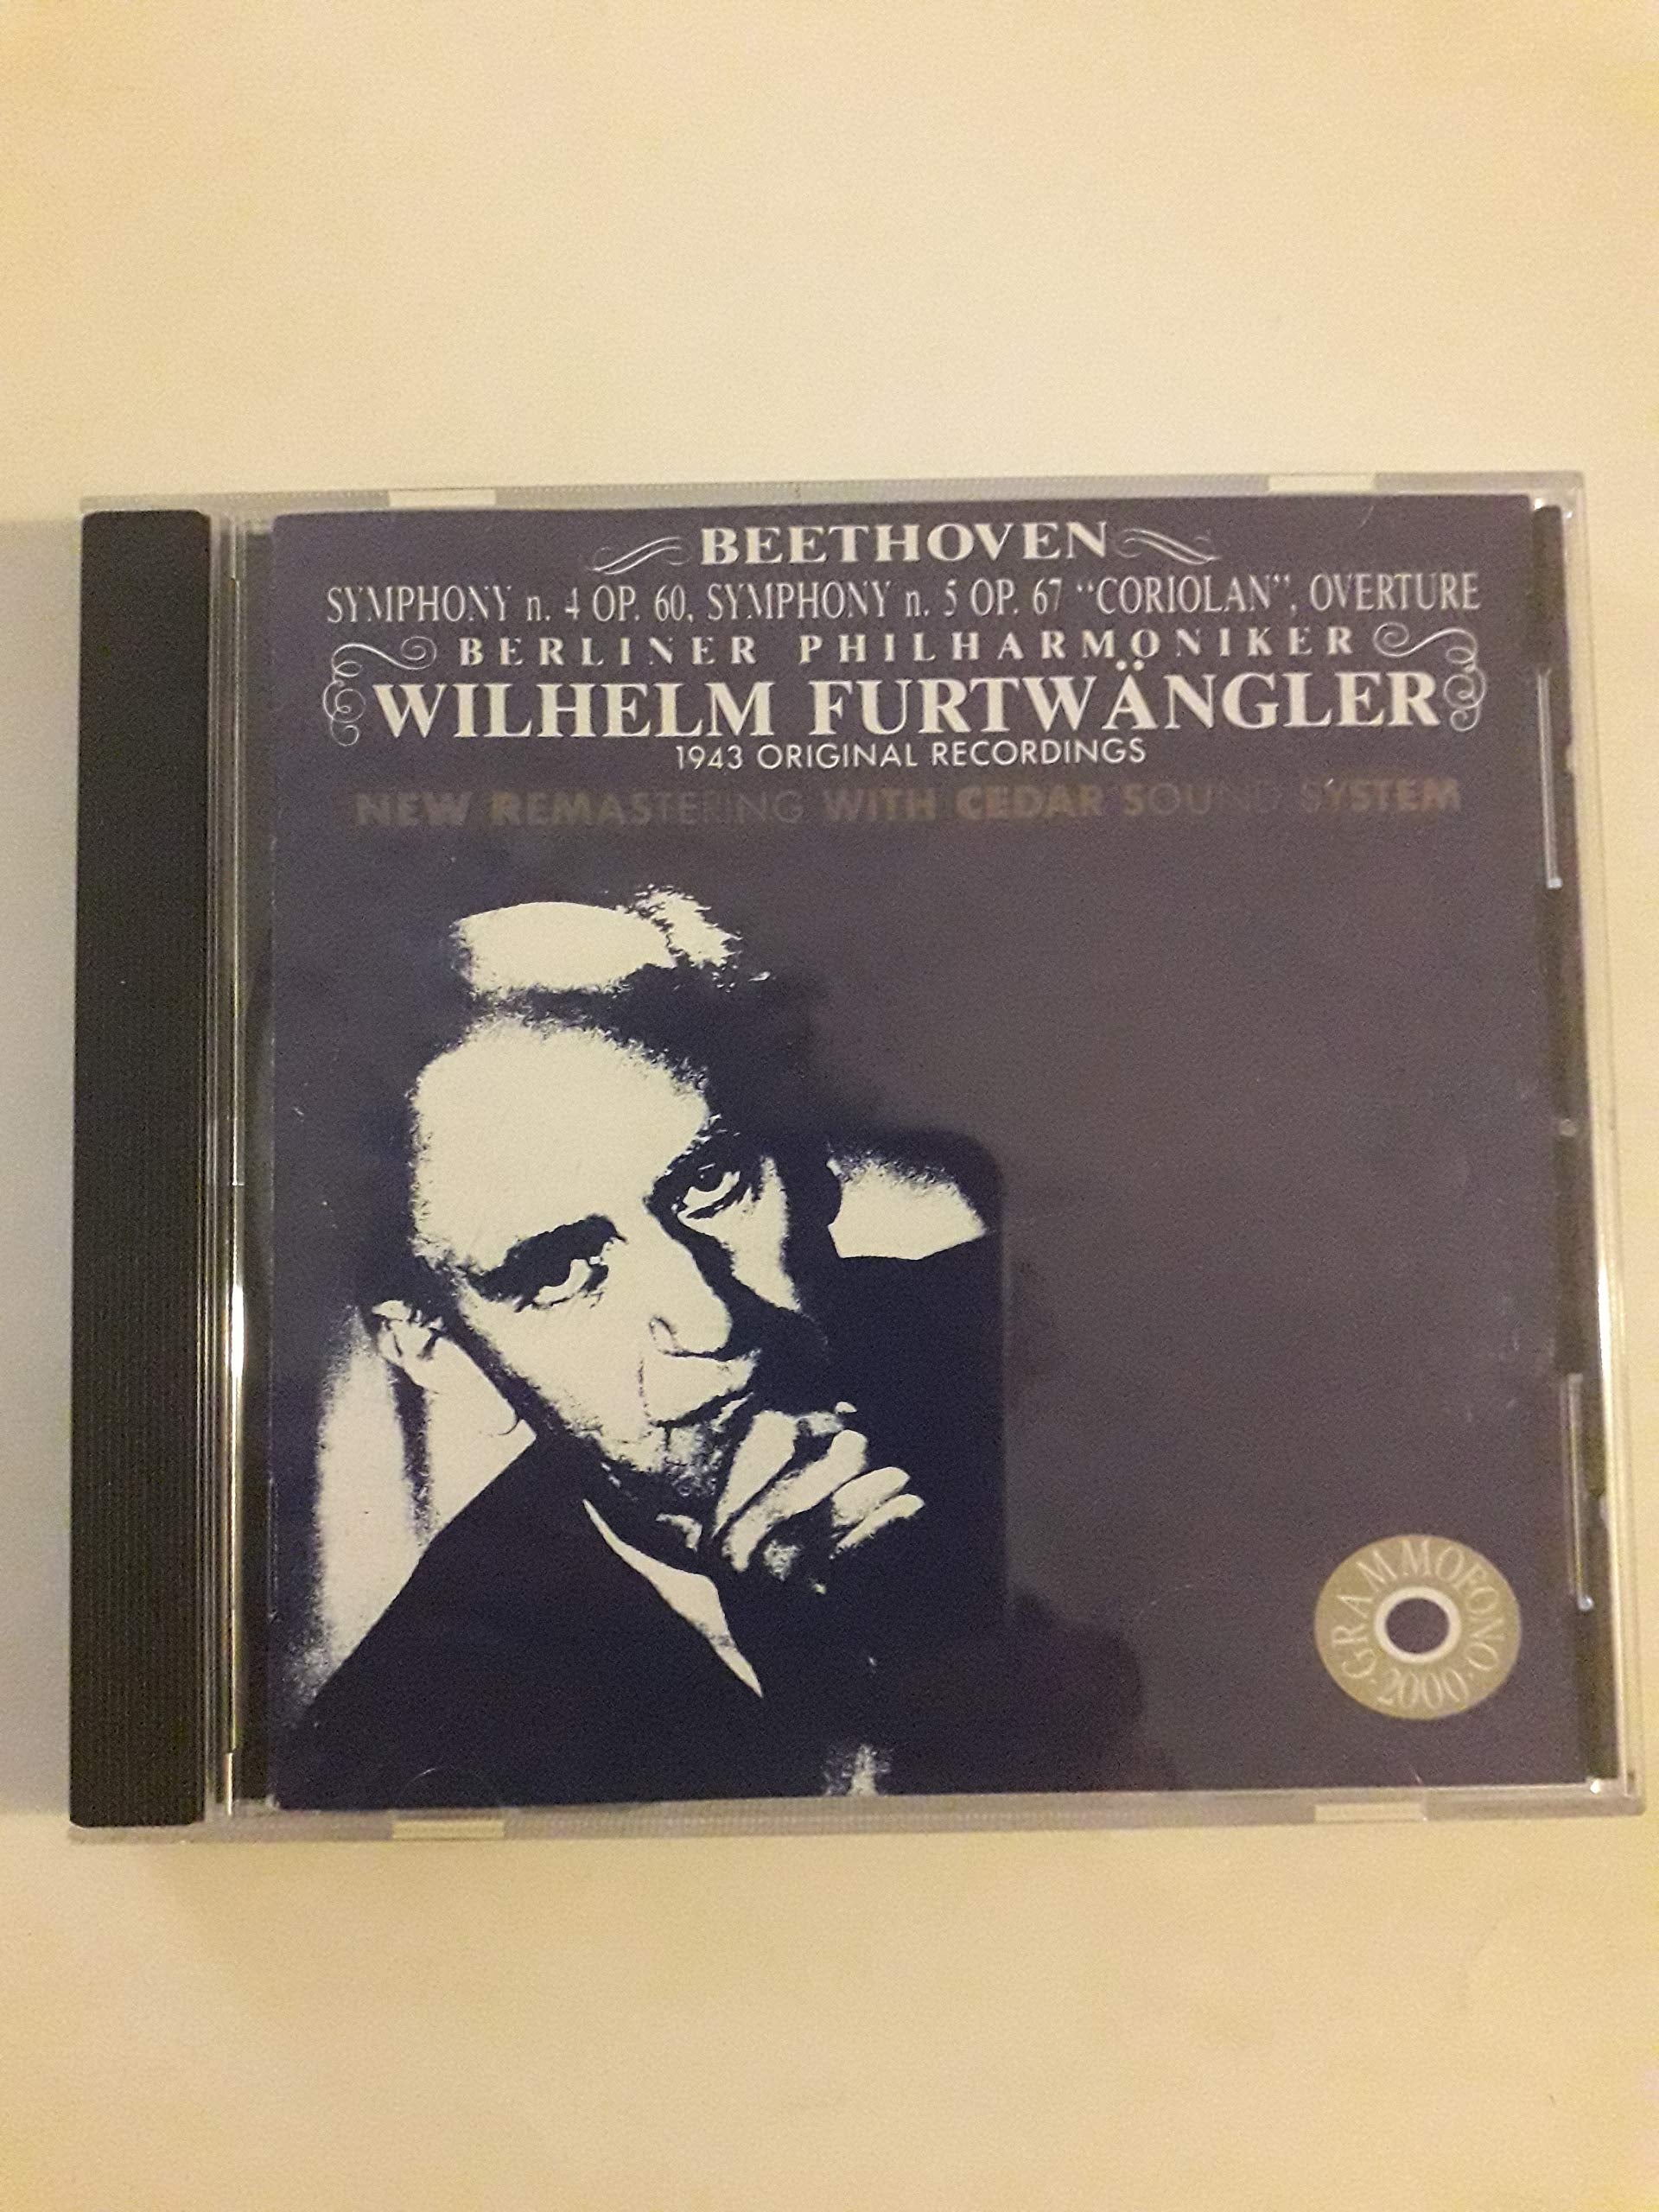 BEETHOVEN
SYMPHONY n. 4 OP. 60, SYMPHONY n. 5 OP. 67 "CORIOLAN", OVERTURE
BERLINER PHILHARMONIKER
WILHELM FURTWÄNGLER
1943 ORIGINAL RECORDINGS
NEW REMASTERING WITH CEDAR SOUND SYSTEM
GRAMMOFONO · 2000 ·